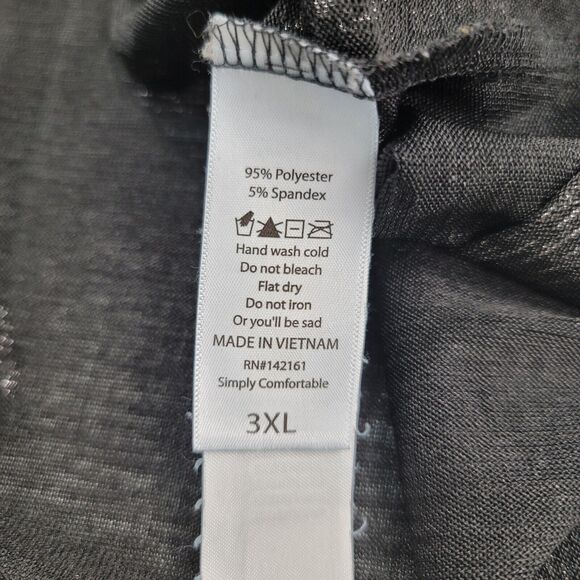 95% Polyester
5% Spandex
Hand wash cold
Do not bleach
Flat dry
Do not iron
Or you'll be sad
MADE IN VIETNAM
RN#142161
Simply Comfortable
3XL